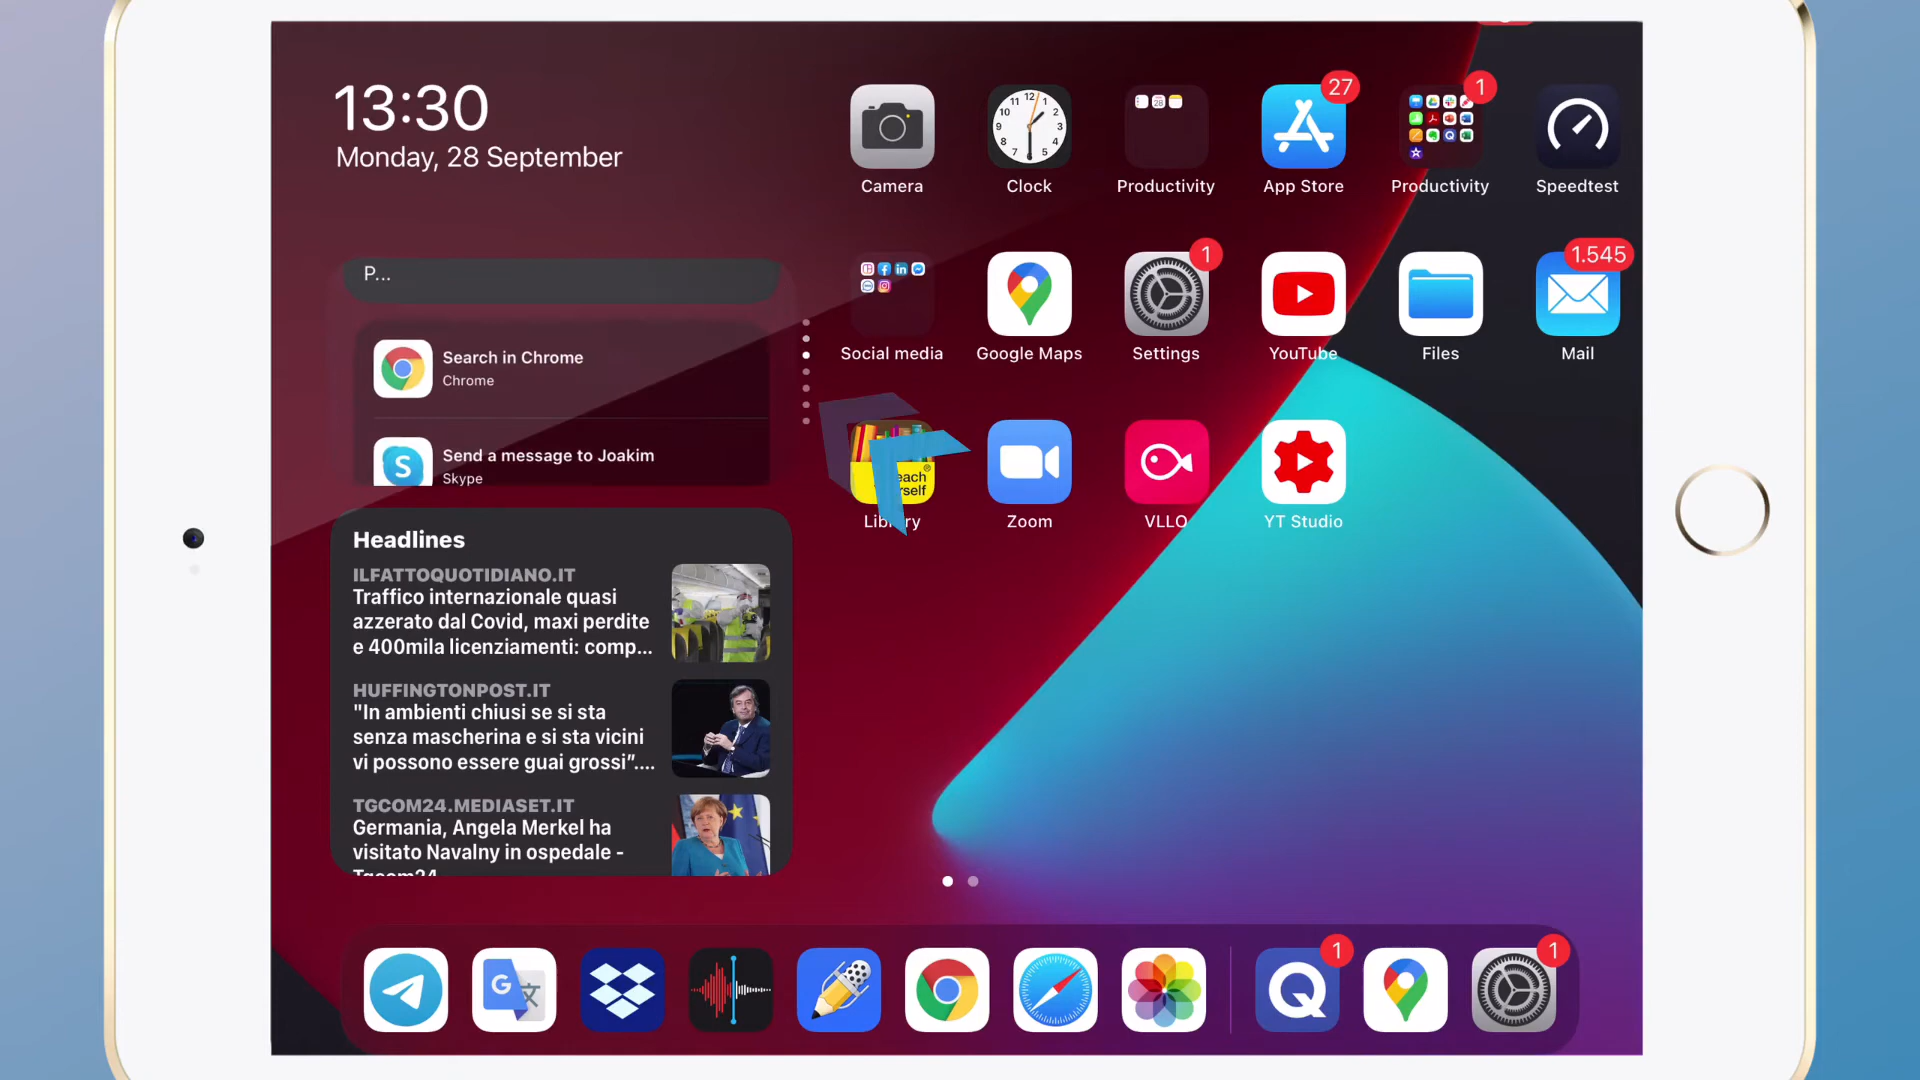 13:30
Monday, 28 September
P...
Search in Chrome
Chrome
Send a message to Joakim
Skype
Headlines
ILFATTOQUOTIDIANO.IT
Traffico internazionale quasi
azzerato dal Covid, maxi perdite
e 400mila licenziamenti: comp...
HUFFINGTONPOST.IT
"In ambienti chiusi se si sta
senza mascherina e si sta vicini
vi possono essere guai grossi”....
TGCOM24.MEDIASET.IT
Germania, Angela Merkel ha
visitato Navalny in ospedale -
Tgcom24
27
1
Camera
Clock
Productivity
App Store
Productivity
Speedtest
1
1.545
Social media
Google Maps
Settings
YouTube
Files
Mail
Zoom
VLLO
YT Studio
1
1